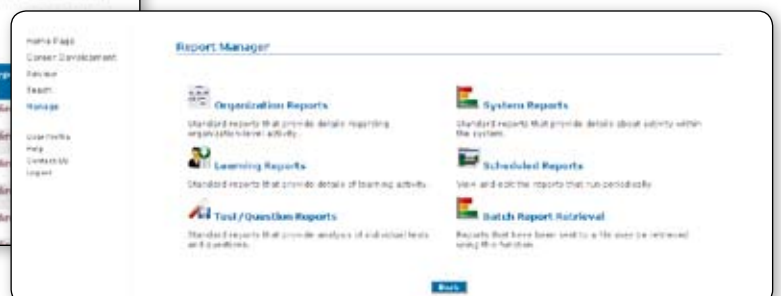 Home Page
Career Development
Review
Teach
Manage
User Profile
Help
Contact Us
Logout
Report Manager
Organization Reports
Standard reports that provide details regarding
organization-level activity.
Learning Reports
Standard reports that provide details of learning activity.
Test/Question Reports
Standard reports that provide analysis of individual tests
and questions.
System Reports
Standard reports that provide details about activity within
the system.
Scheduled Reports
View and edit the reports that run periodically
Batch Report Retrieval
Reports that have been sent to a file may be retrieved
using this function.
Back